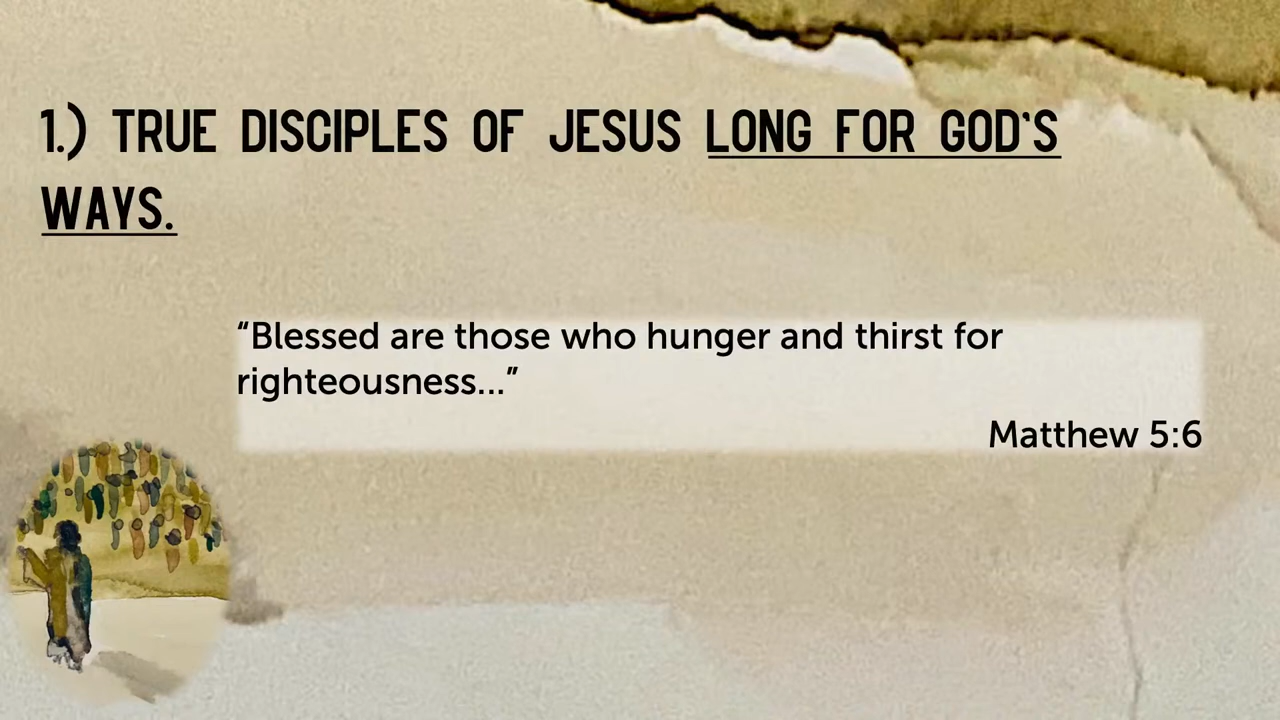 1.) TRUE DISCIPLES OF JESUS LONG FOR GOD'S
WAYS.
“Blessed are those who hunger and thirst for
righteousness...”
Matthew 5:6